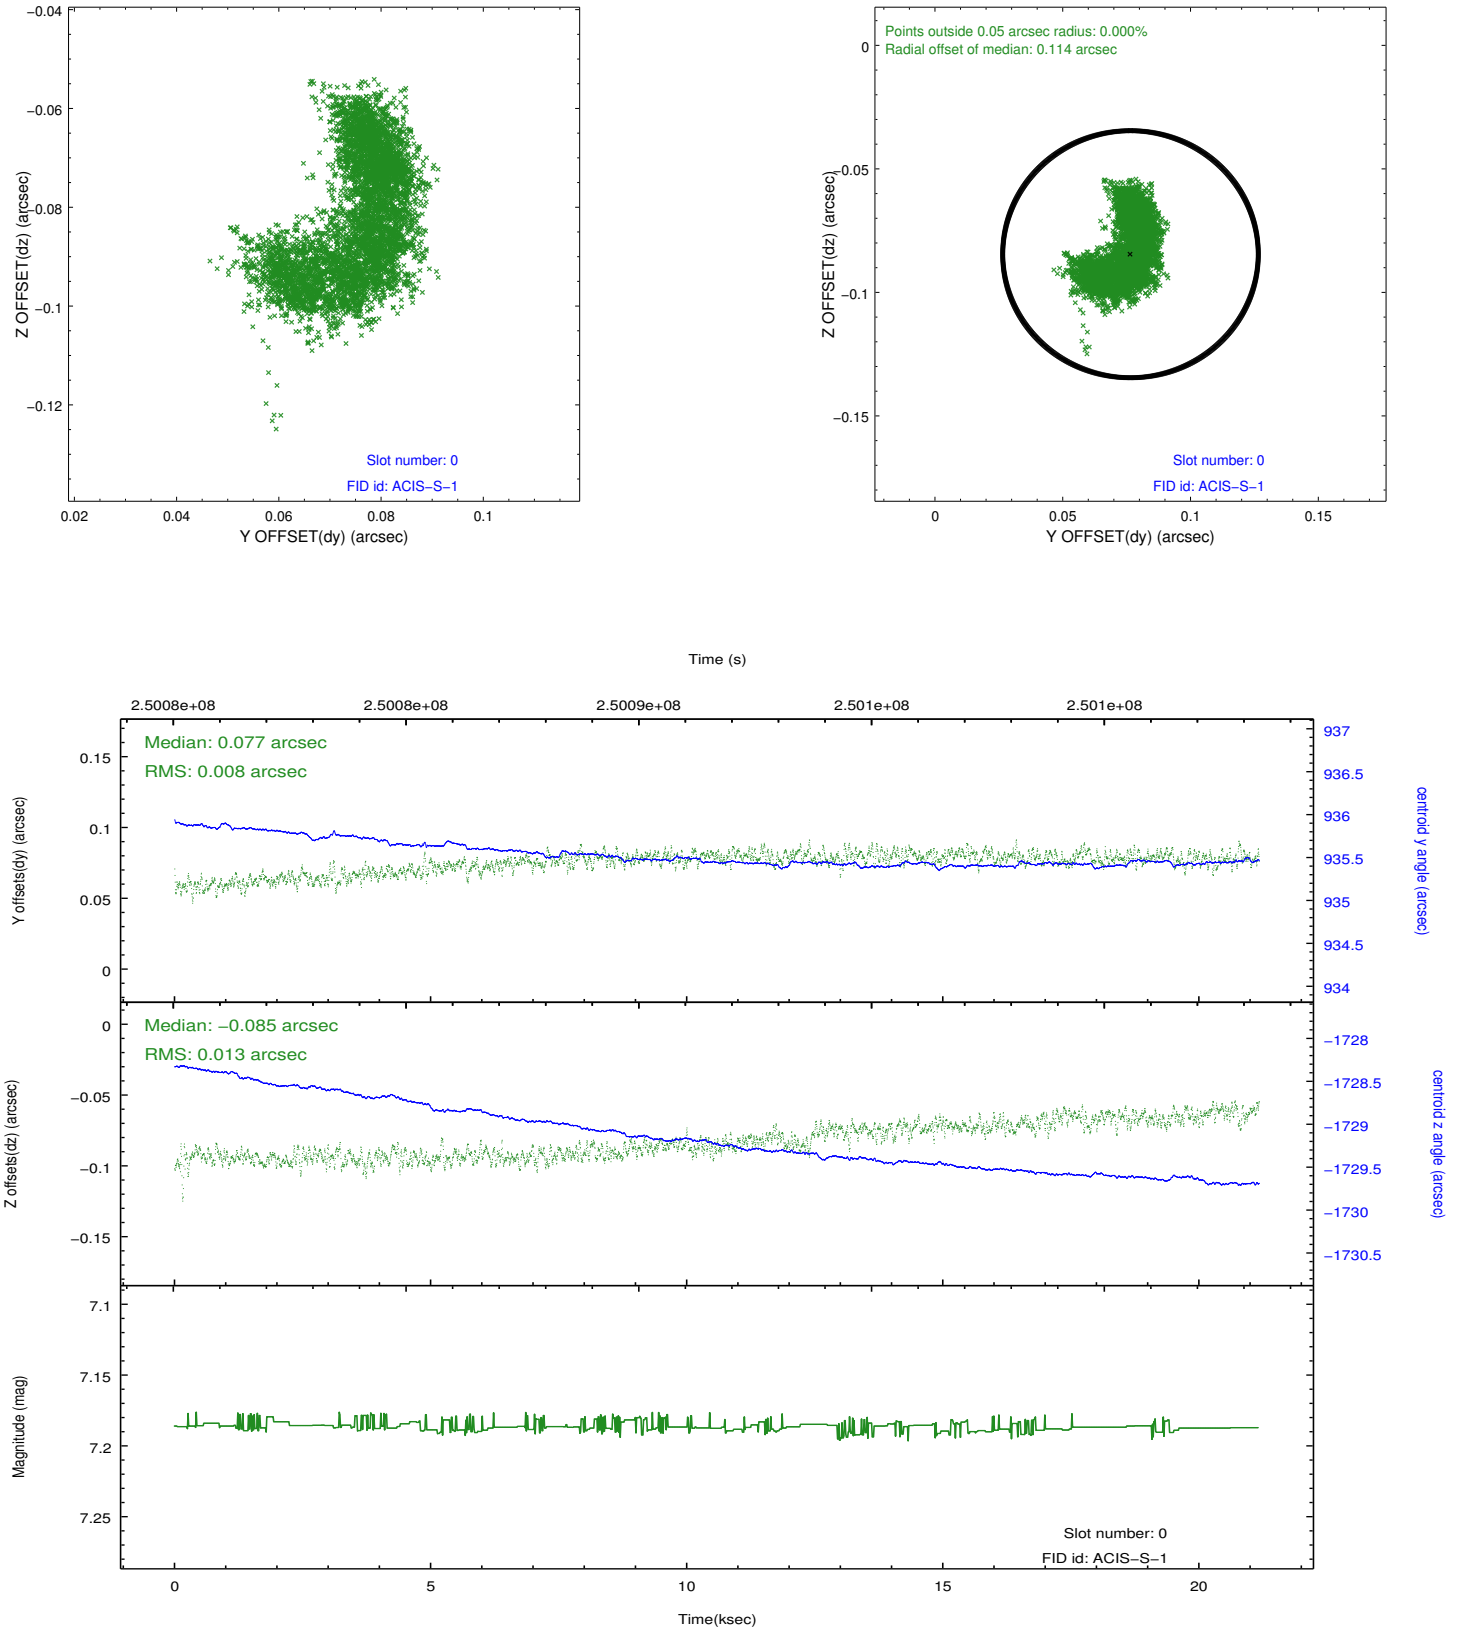 −0.04
−0.06
−0.08
−0.1
−0.12
Z OFFSET(dz) (arcsec)
Slot number: 0
FID id: ACIS−S−1
0.02 0.04 0.06 0.08 0.1
Y OFFSET(dy) (arcsec)
Points outside 0.05 arcsec radius: 0.000%
Radial offset of median: 0.114 arcsec
0
−0.05
−0.1
−0.15
Z OFFSET(dz) (arcsec)
Slot number: 0
FID id: ACIS−S−1
0 0.05 0.1 0.15
Y OFFSET(dy) (arcsec)
Time (s)
2.5008e+08 2.5008e+08 2.5009e+08 2.501e+08 2.501e+08
Median: 0.077 arcsec
RMS: 0.008 arcsec
0.15
0.1
0.05
0
Y offsets(dy) (arcsec)
937
936.5
936
935.5
935
934.5
934
centroid y angle (arcsec)
Median: −0.085 arcsec
RMS: 0.013 arcsec
0
−0.05
−0.1
−0.15
Z offsets(dz) (arcsec)
−1728
−1728.5
−1729
−1729.5
−1730
−1730.5
centroid z angle (arcsec)
7.1
7.15
7.2
7.25
Magnitude (mag)
Slot number: 0
FID id: ACIS−S−1
0 5 10 15 20
Time(ksec)